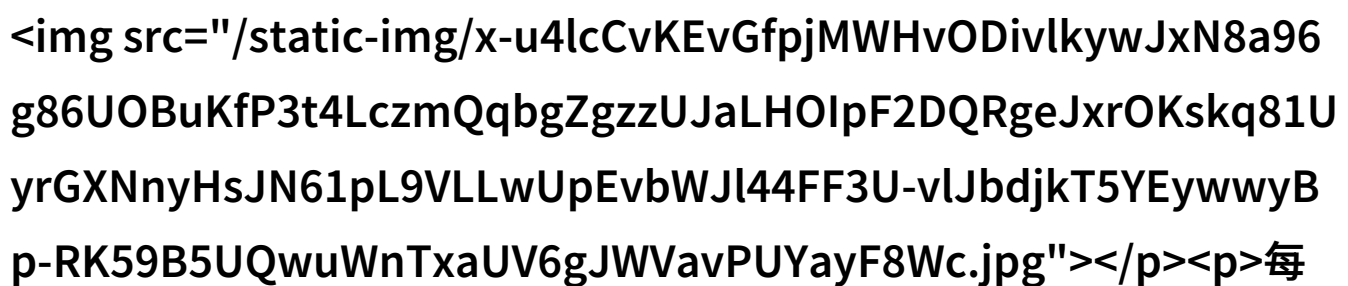 <img src="/static-img/x-u4lcCvKEvGfpjMWHvODivlkywJxN8a96
g86UOBuKfP3t4LczmQqbgZgzzUJaLHOIpF2DQRgeJxrOKskq81U
yrGXNnyHsJN61pL9VLLwUpEvbWJl44FF3U-vlJbdjkT5YEywwyB
p-RK59B5UQwuWnTxaUV6gJWVavPUYayF8Wc.jpg"></p><p>每